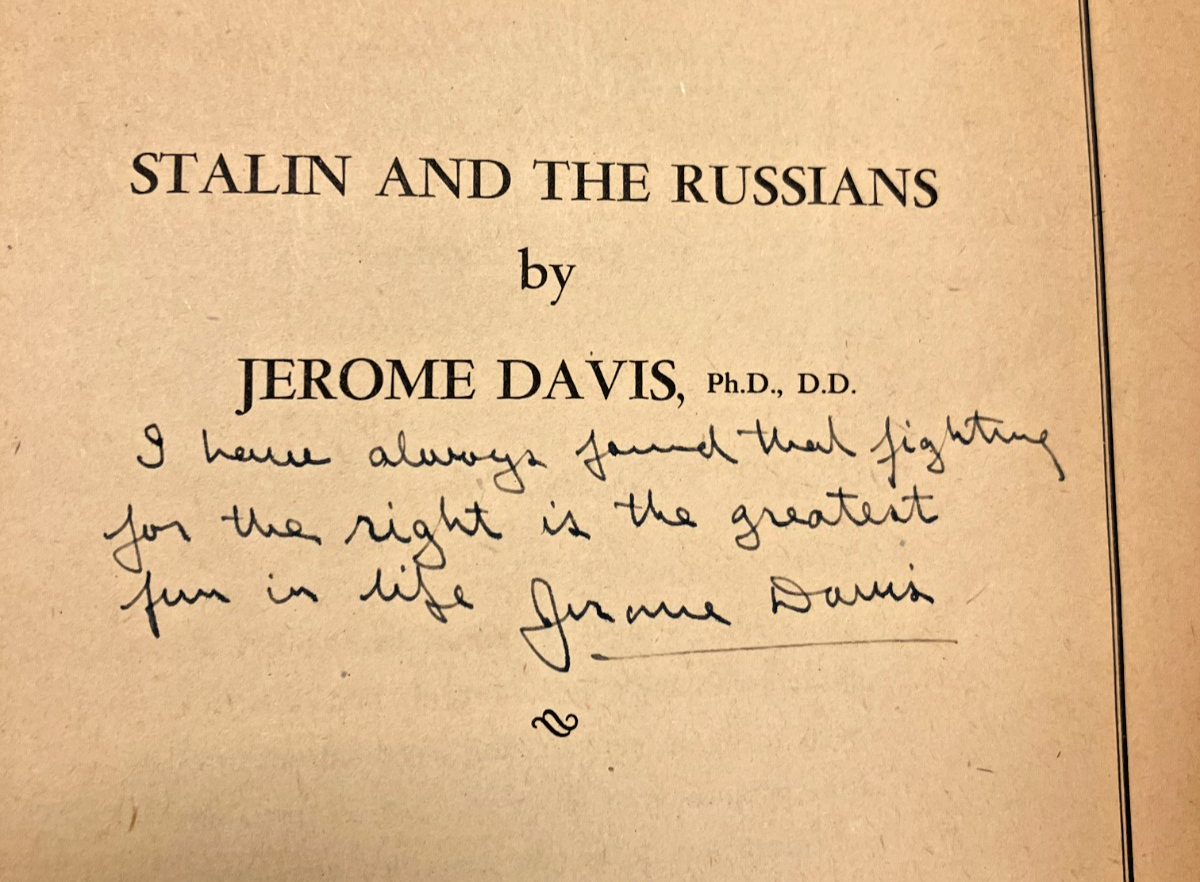 STALIN AND THE RUSSIANS
by
JEROME DAVIS, Ph.D., D.D.
I have always found that fighting
for the right is the greatest
fun in life Jerome Davis